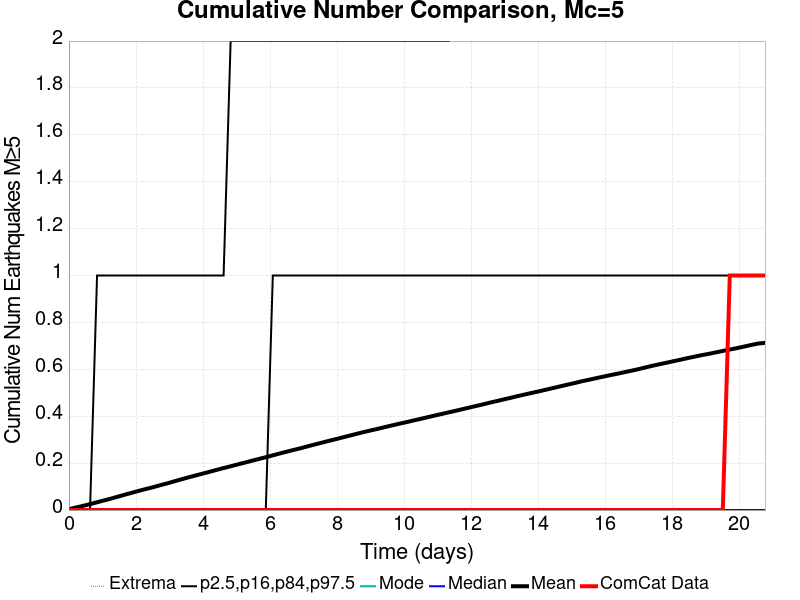 Cumulative Number Comparison, Mc=5
Cumulative Num Earthquakes M≥5
2
1.8
1.6
1.4
1.2
1
0.8
0.6
0.4
0.2
0
0 2 4 6 8 10 12 14 16 18 20
Time (days)
Extrema p2.5,p16,p84,p97.5 Mode Median Mean ComCat Data